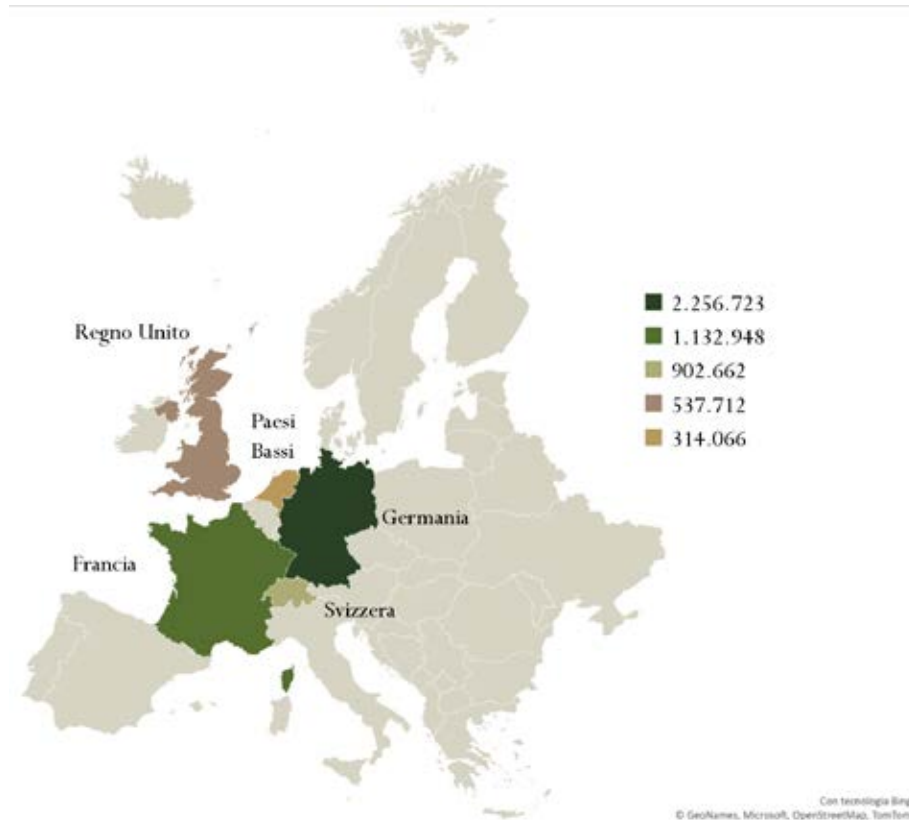 Regno Unito
Paesi
Bassi
Germania
Francia
Svizzera
2.256.723
1.132.948
902.662
537.712
314.066
Con tecnologia Bing
© GeoNames, Microsoft, OpenStreetMap, TomTom